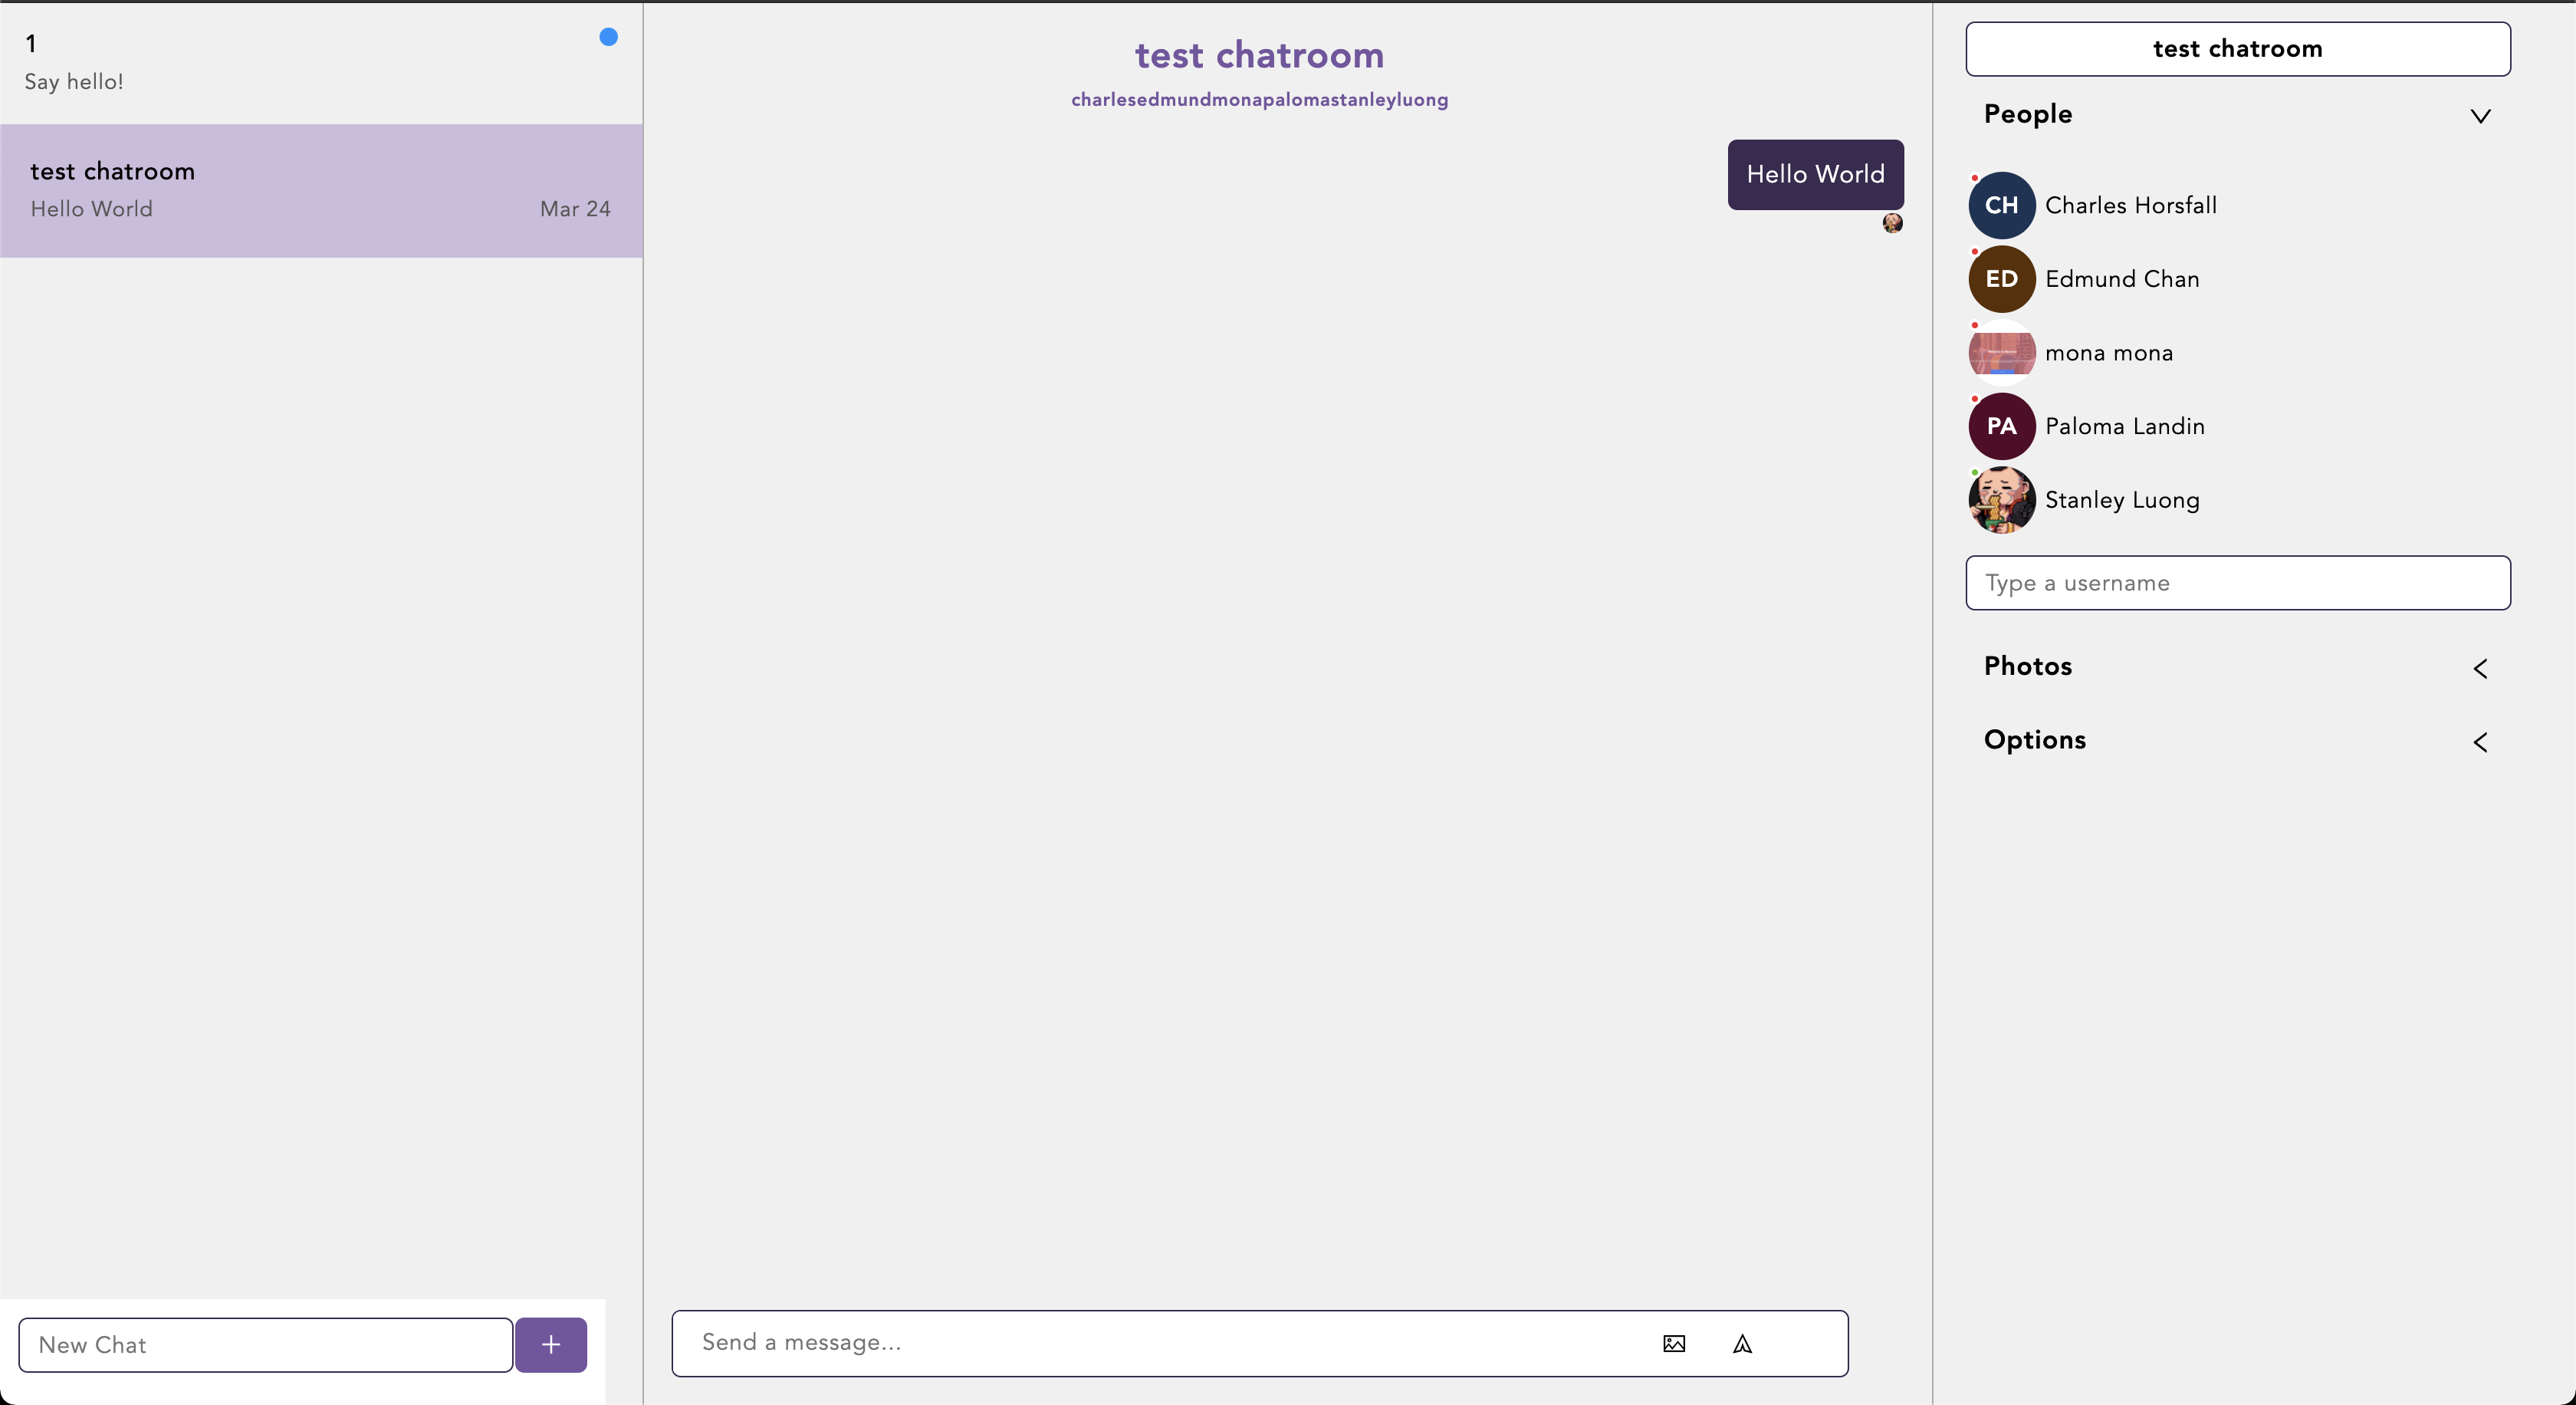 1
Say hello!
test chatroom
Hello World
Mar 24
New Chat
+
test chatroom
charlesedmundmonapalomastanleyluong
Hello World
Send a message...
test chatroom
People
CH Charles Horsfall
ED Edmund Chan
mona mona
PA Paloma Landin
Stanley Luong
Type a username
Photos
Options